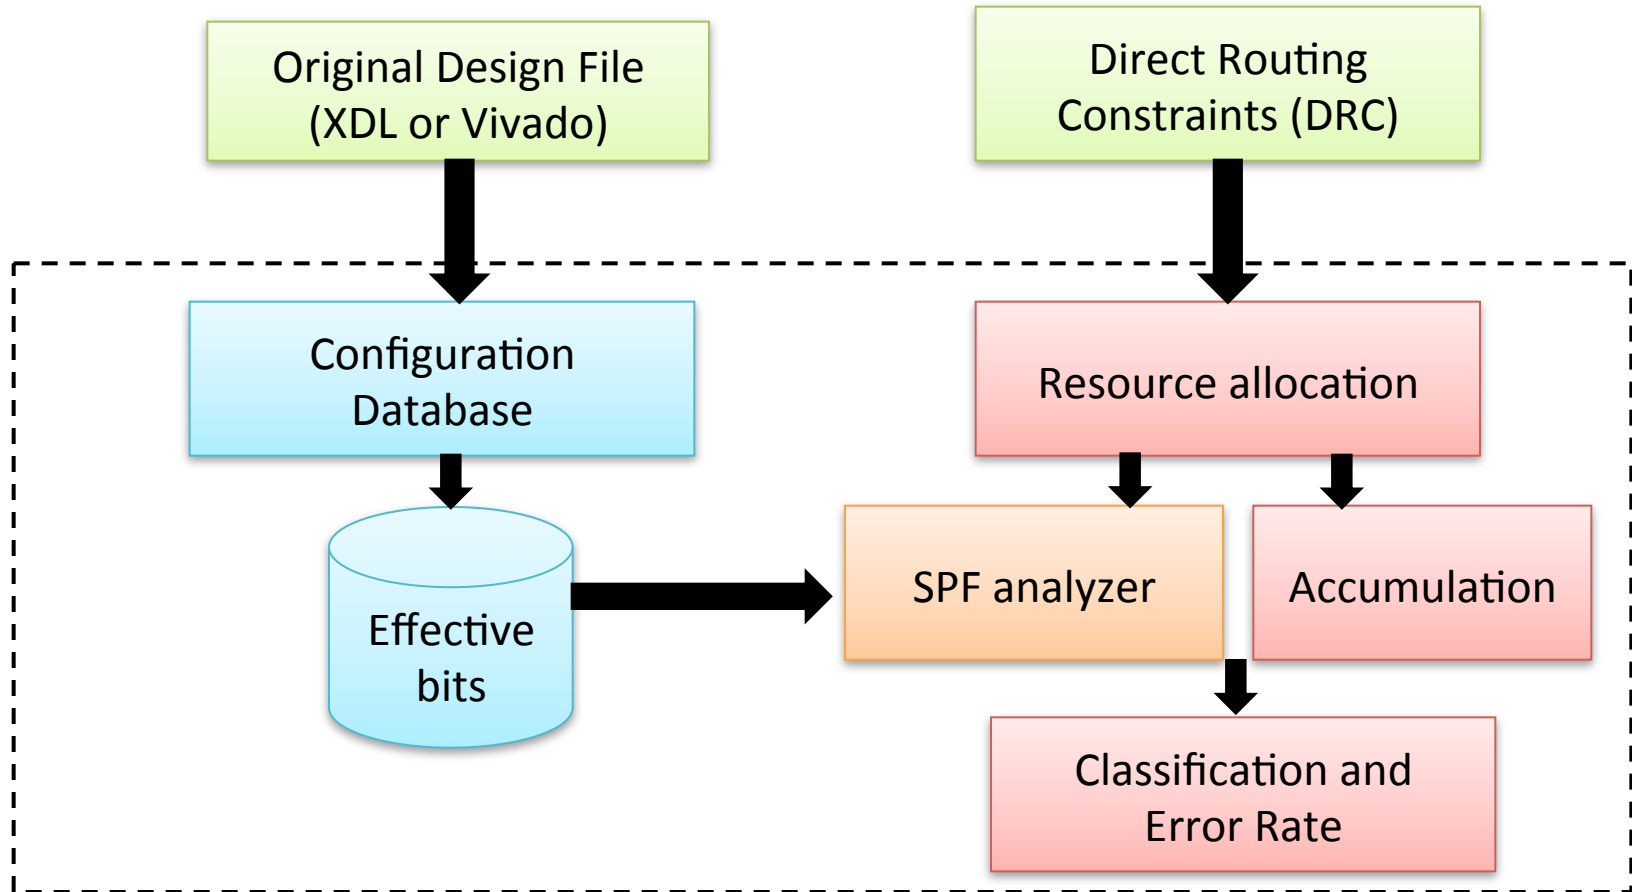 Original Design File
(XDL or Vivado)
Direct Routing
Constraints (DRC)
Configuration
Database
Resource allocation
Effective
bits
SPF analyzer
Accumulation
Classification and
Error Rate